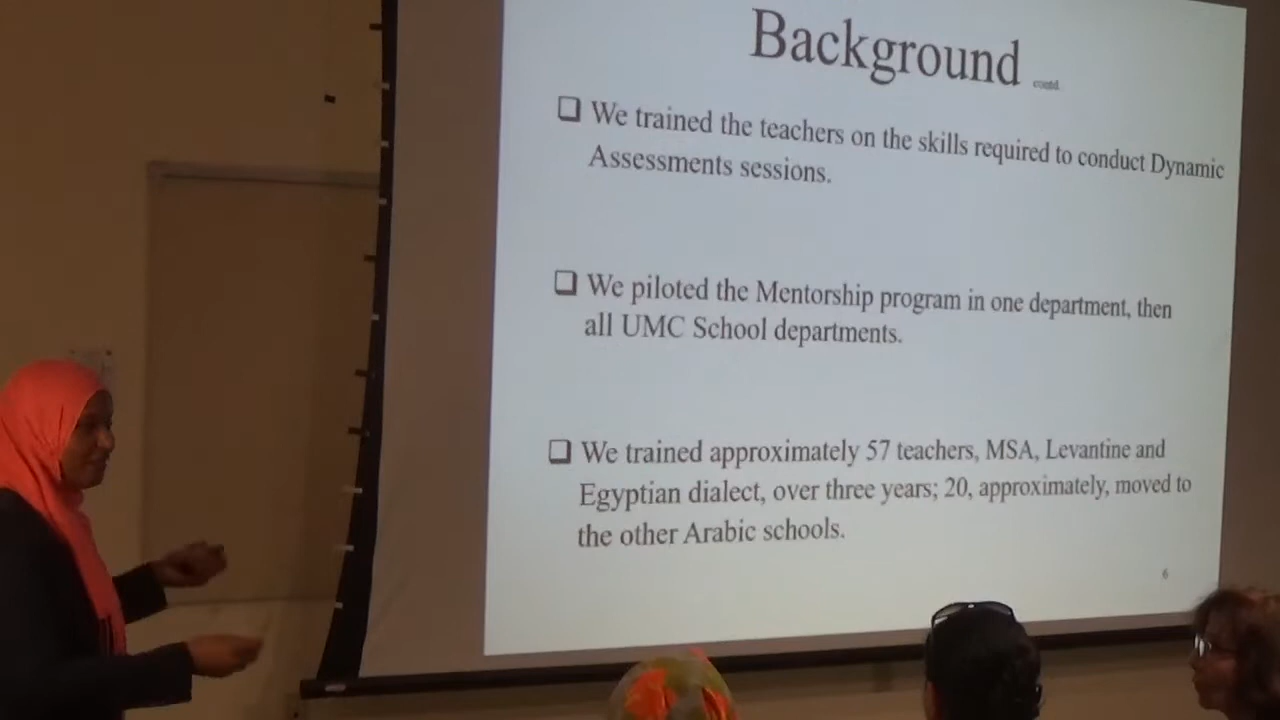 Background contd.
❑ We trained the teachers on the skills required to conduct Dynamic
Assessments sessions.
❑ We piloted the Mentorship program in one department, then
all UMC School departments.
❑ We trained approximately 57 teachers, MSA, Levantine and
Egyptian dialect, over three years; 20, approximately, moved to
the other Arabic schools.
6